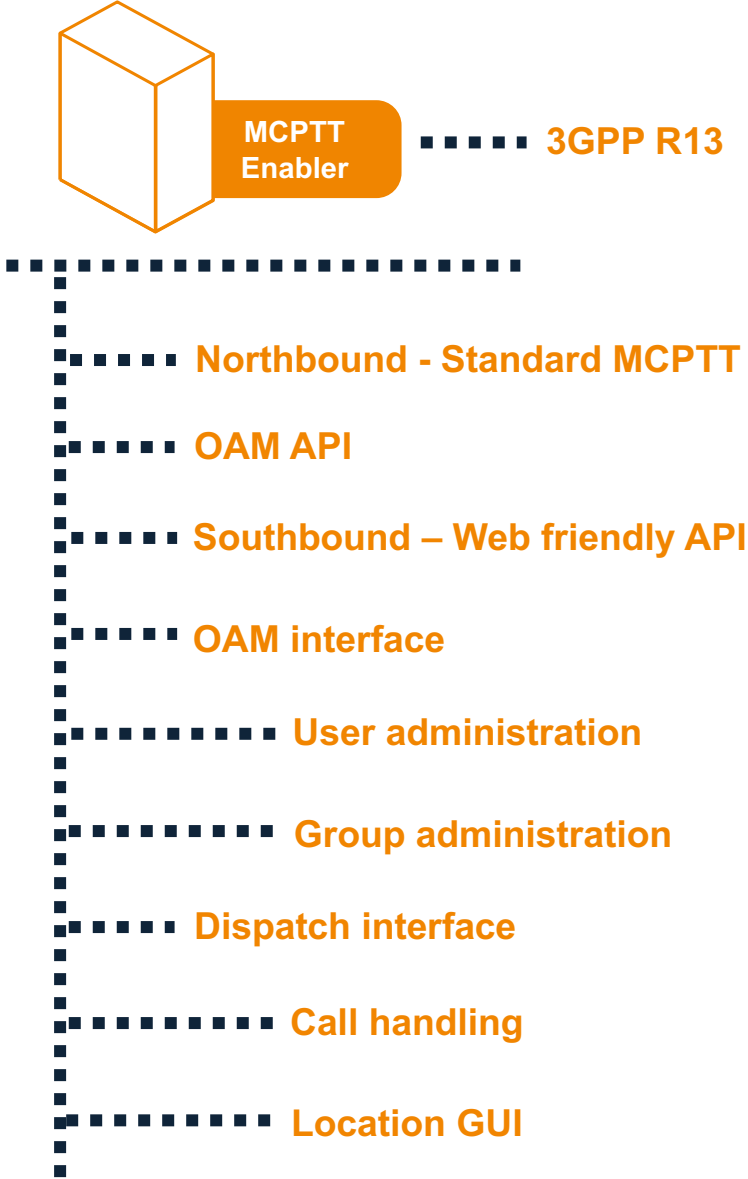 MCPTT
Enabler
3GPP R13
Northbound - Standard MCPTT
OAM API
Southbound – Web friendly API
OAM interface
User administration
Group administration
Dispatch interface
Call handling
Location GUI